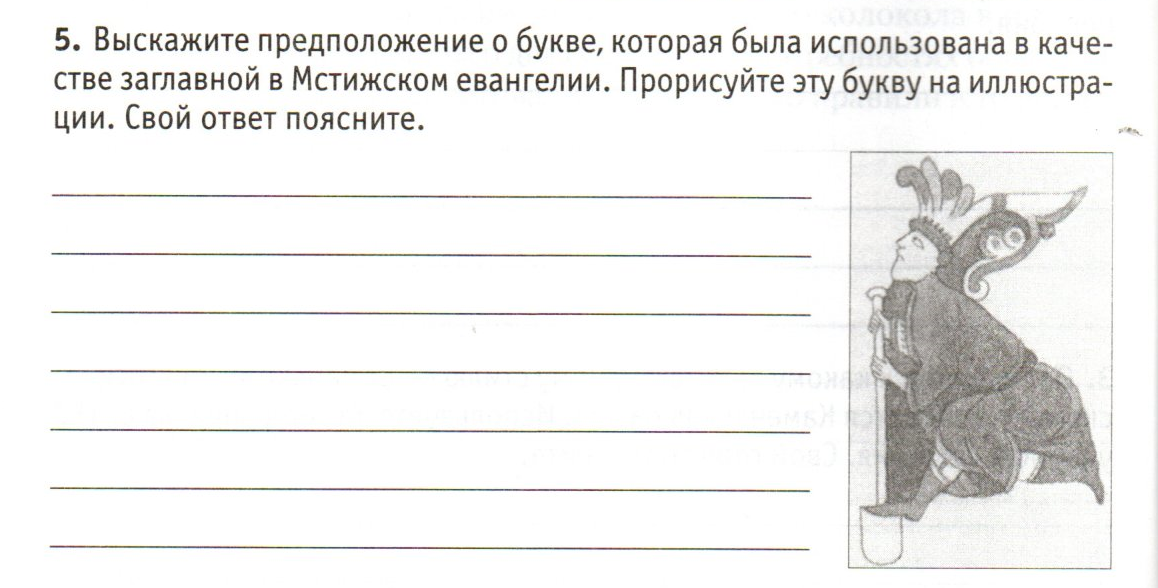 5. Выскажите предположение о букве, которая была использована в каче-
стве заглавной в Мстижском евангелии. Прорисуйте эту букву на иллюстра-
ции. Свой ответ поясните.